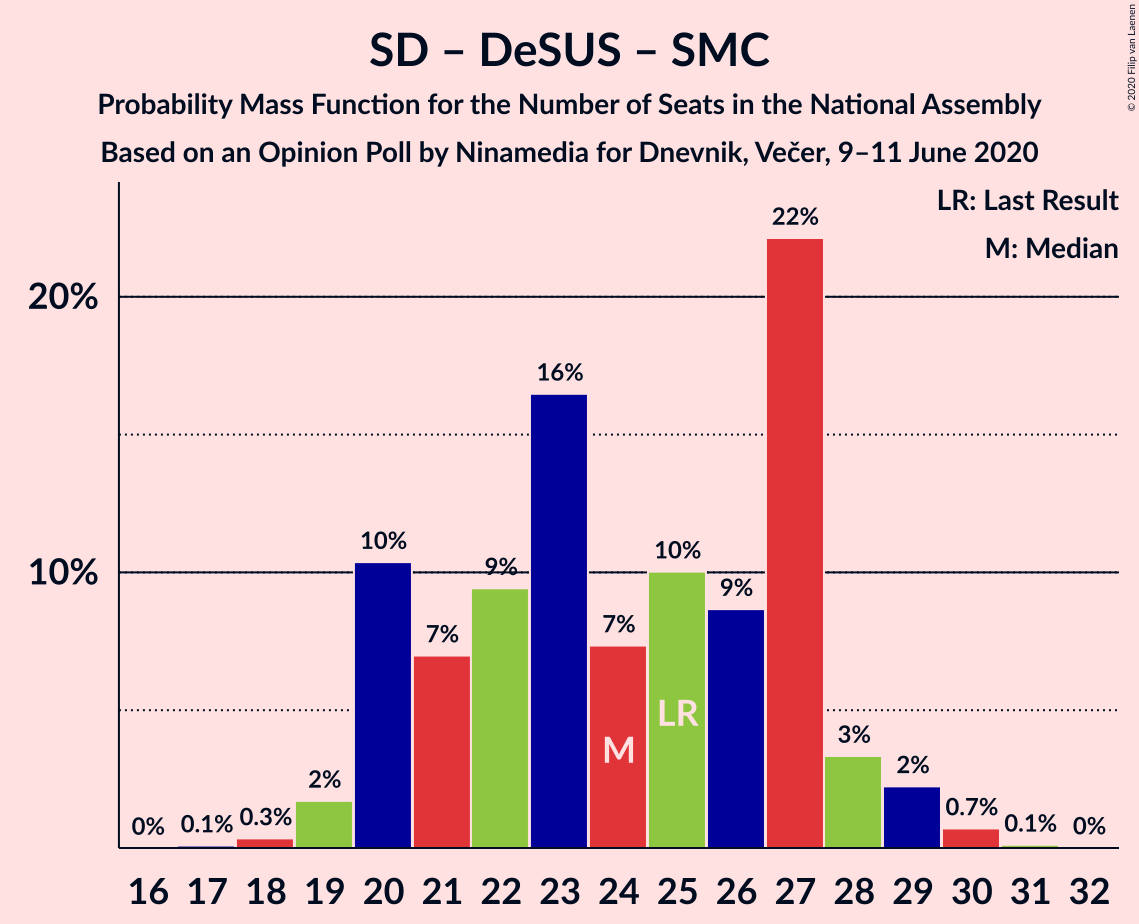 SD – DeSUS – SMC
Probability Mass Function for the Number of Seats in the National Assembly
Based on an Opinion Poll by Ninamedia for Dnevnik, Večer, 9–11 June 2020
© 2020 Filip van Laenen
LR: Last Result
M: Median
20%
10%
0%
0.1%
0.3%
2%
10%
7%
9%
16%
7%
10%
9%
22%
3%
2%
0.7%
0.1%
0%
M
LR
16 17 18 19 20 21 22 23 24 25 26 27 28 29 30 31 32